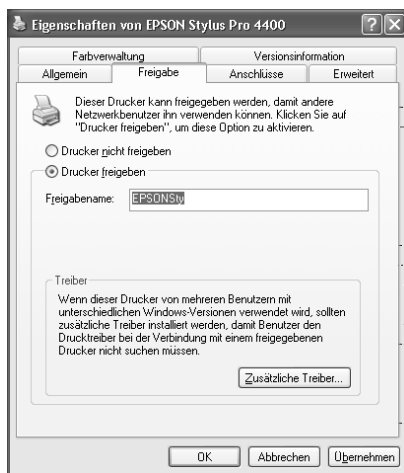 Eigenschaften von EPSON Stylus Pro 4400
Farbverwaltung
Versionsinformation
Allgemein
Freigabe
Anschlüsse
Erweitert
Dieser Drucker kann freigegeben werden, damit andere
Netzwerkbenutzer ihn verwenden können. Klicken Sie auf
"Drucker freigeben", um diese Option zu aktivieren.
Drucker nicht freigeben
Drucker freigeben
Freigabename:
EPSONSty
Treiber
Wenn dieser Drucker von mehreren Benutzern mit
unterschiedlichen Windows-Versionen verwendet wird, sollten
zusätzliche Treiber installiert werden, damit Benutzer den
Drucktreiber bei der Verbindung mit einem freigegebenen
Drucker nicht suchen müssen.
Zusätzliche Treiber...
OK
Abbrechen
Übernehmen